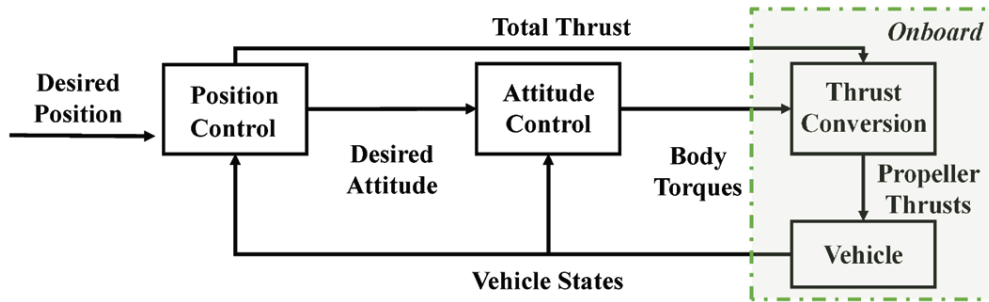 Total Thrust
Onboard
Desired
Position
Position
Control
Attitude
Control
Thrust
Conversion
Desired
Attitude
Body
Torques
Propeller
Thrusts
Vehicle
Vehicle States